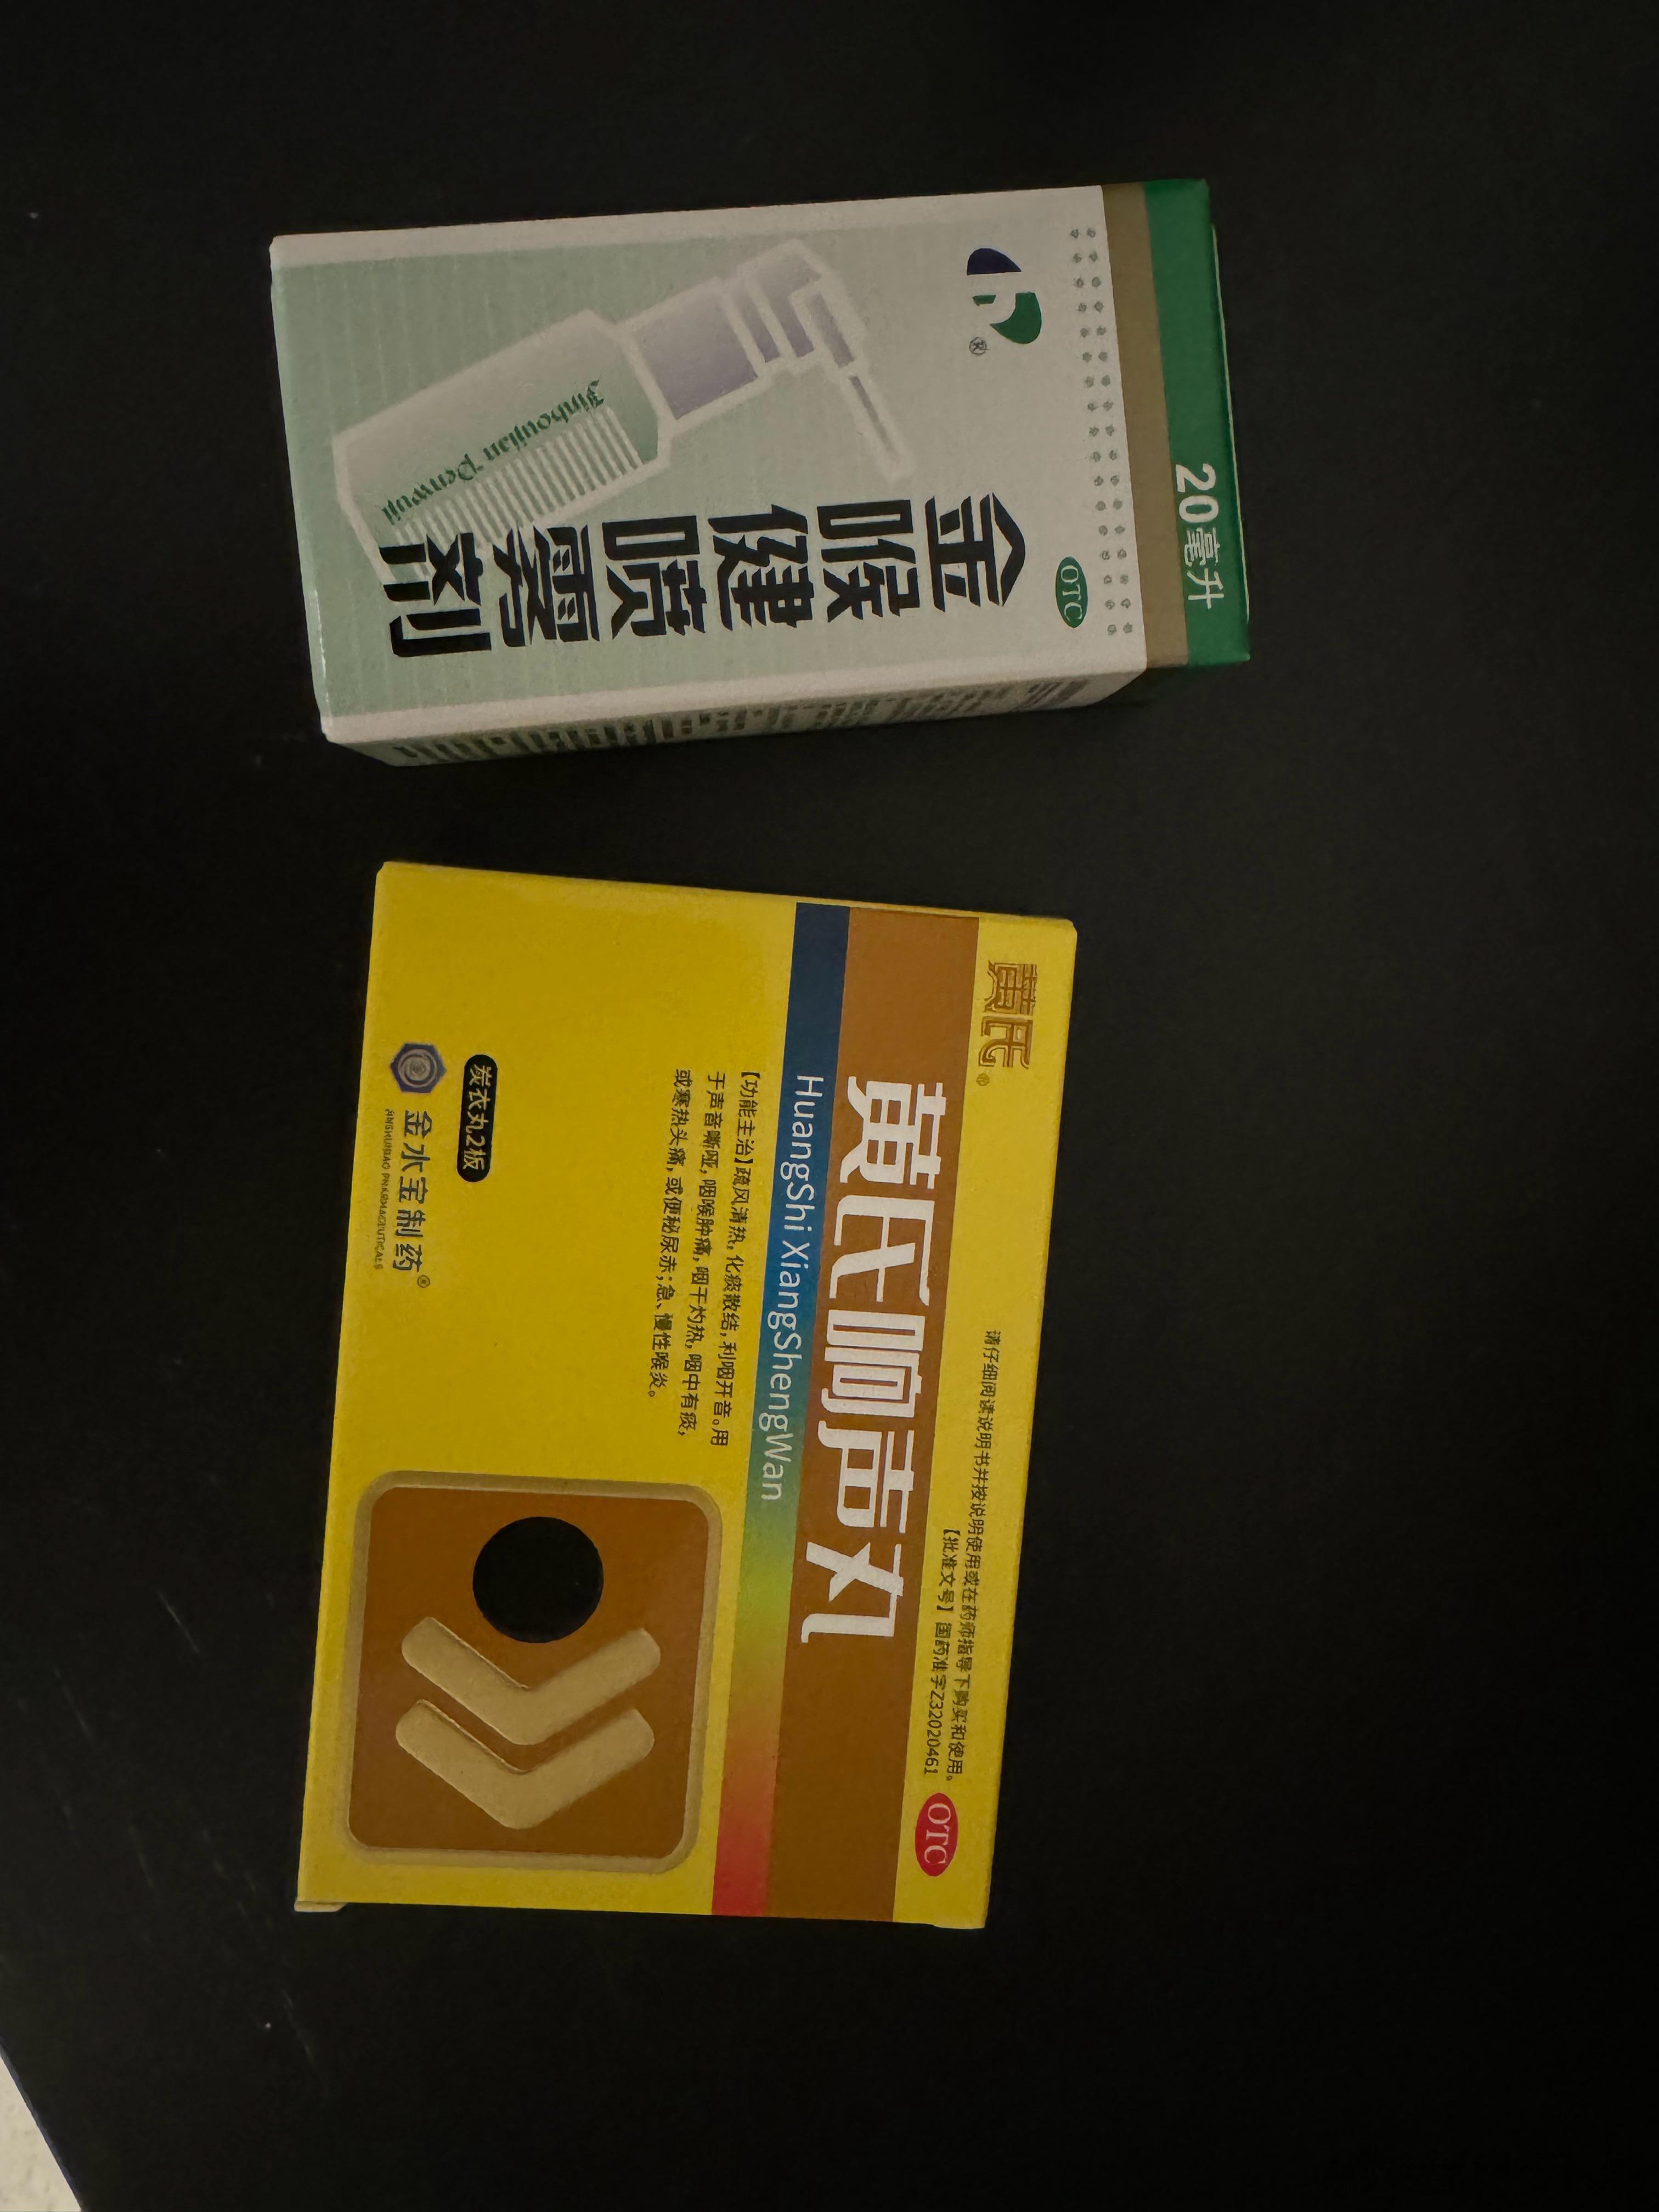 20毫升
OTC
金喉健喷雾剂
Jinhoujian Penwuji
黄氏®
请仔细阅读说明书并按说明使用或在药师指导下购买和使用。
【批准文号】国药准字Z32020461
OTC
黄氏响声丸
HuangShi XiangShengWan
【功能主治】疏风清热,化痰散结,利咽开音。用
于声音嘶哑,咽喉肿痛,咽干灼热,咽中有痰,
或寒热头痛,或便秘尿赤;急、慢性喉炎。
炭衣丸2板
金水宝制药®
JINSHUIBAO PHARMACEUTICALS